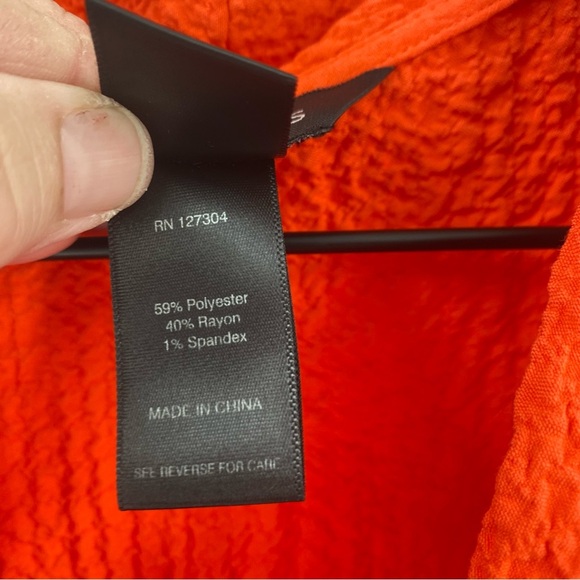 S
RN 127304
59% Polyester
40% Rayon
1% Spandex
MADE IN CHINA
SEE REVERSE FOR CARE